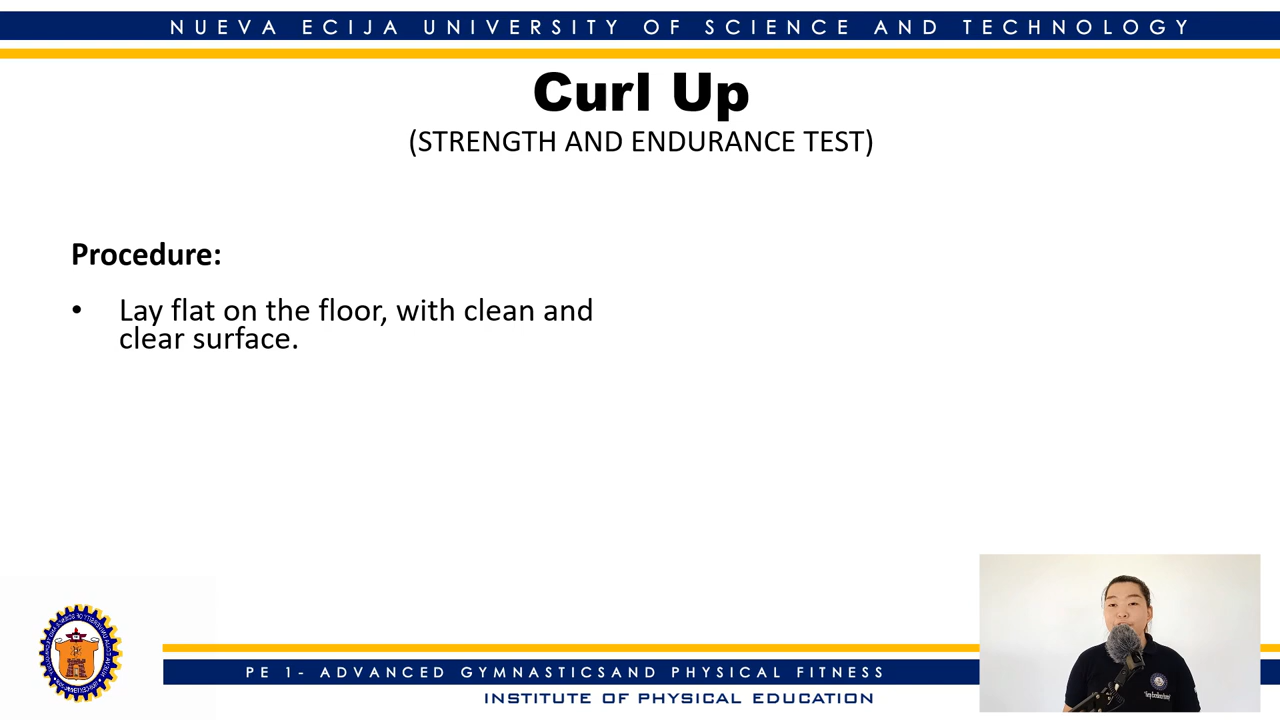 NUEVA ECIJA UNIVERSITY OF SCIENCE AND TECHNOLOGY
Curl Up
(STRENGTH AND ENDURANCE TEST)
Procedure:
• Lay flat on the floor, with clean and
clear surface.
PE 1- ADVANCED GYMNASTICSAND PHYSICAL FITNESS
INSTITUTE OF PHYSICAL EDUCATION